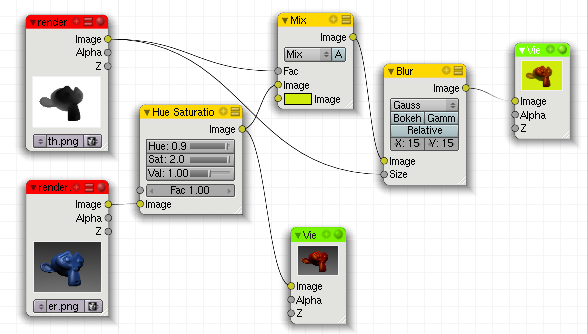 render.
Image
Alpha
Z
th.png
Hue Saturatio
Image
Hue: 0.9
Sat: 2.0
Val: 1.00
Fac 1.00
Image
render.
Image
Alpha
Z
er.png
Mix
Image
Mix A
Fac
Image
Image
Blur
Image
Gauss
Bokeh Gamm
Relative
X: 15 Y: 15
Image
Size
Vie
Image
Alpha
Z
Vie
Image
Alpha
Z